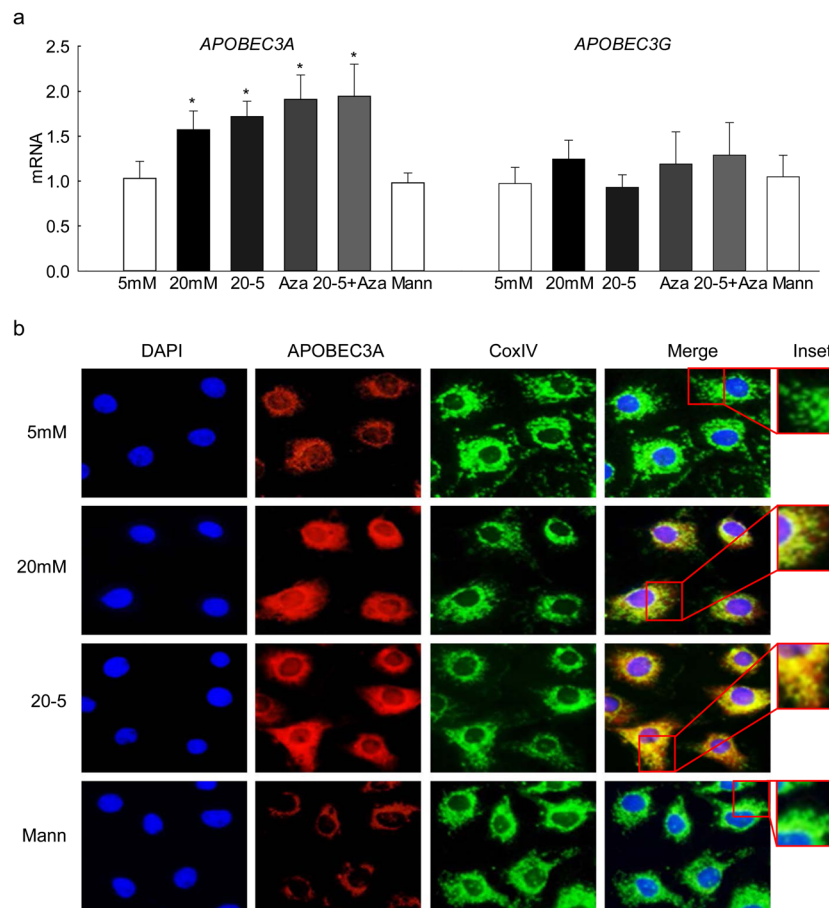 a
APOBEC3A APOBEC3G
2.5
2.0
1.5
1.0
0.5
0.0
mRNA
* * * *
5mM 20mM 20-5 Aza 20-5+Aza Mann 5mM 20mM 20-5 Aza 20-5+Aza Mann
b
DAPI APOBEC3A CoxIV Merge Inset
5mM
20mM
20-5
Mann